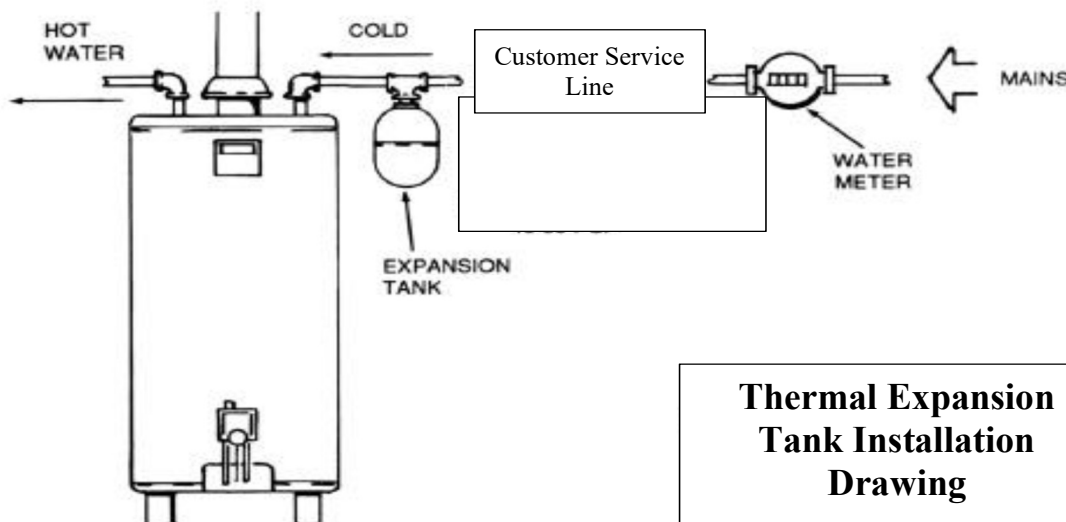 HOT
WATER
COLD
Customer Service
Line
MAINS
WATER
METER
EXPANSION
TANK
Thermal Expansion
Tank Installation
Drawing